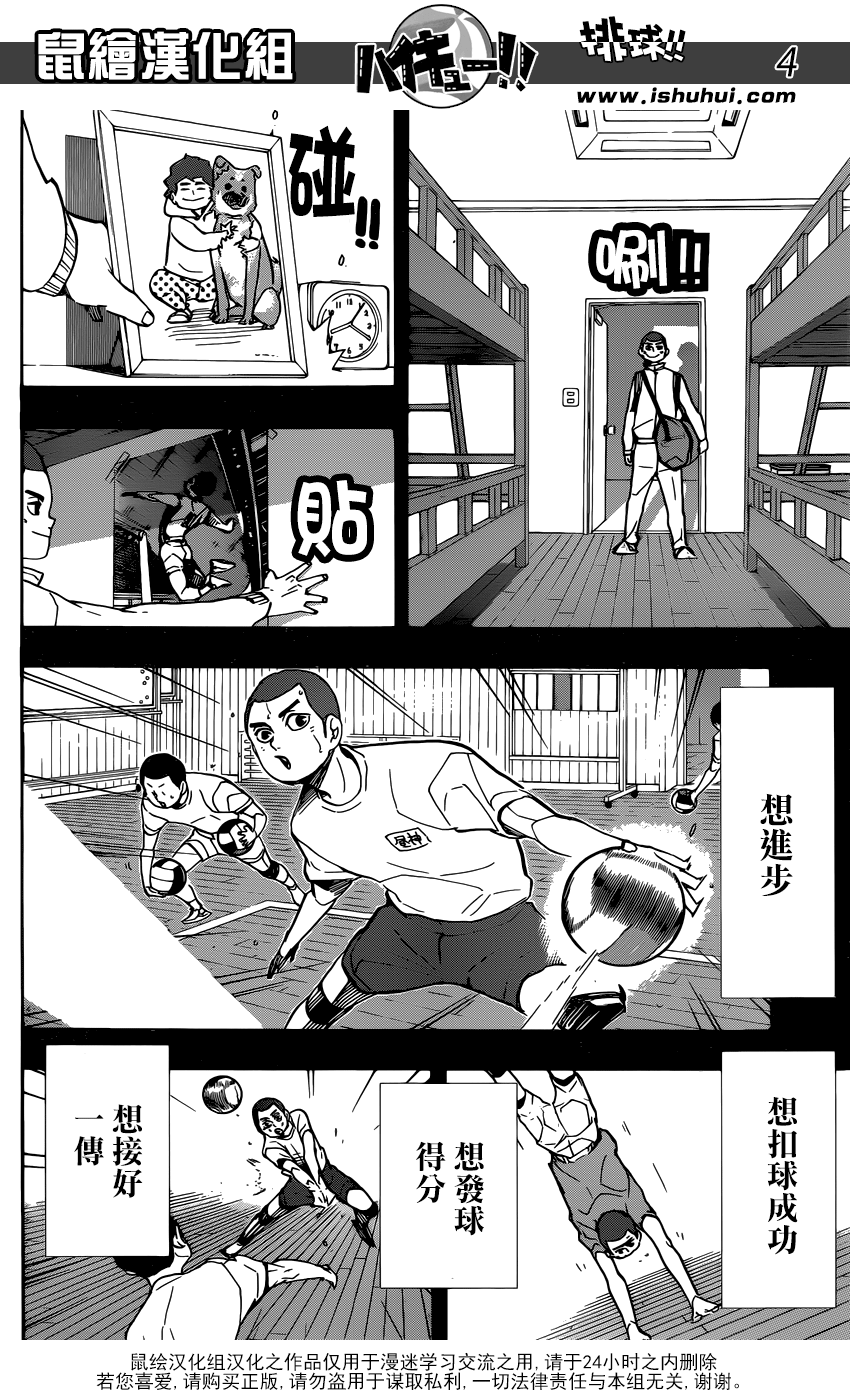 鼠繪漢化組
ハイキュー!!
排球!!
4
www.ishuhui.com
唰!!
碰!!
貼
想進步
想扣球成功
想發球
得分
想接好
一傳
鼠绘汉化组汉化之作品仅用于漫迷学习交流之用,请于24小时之内删除
若您喜爱,请购买正版,请勿盗用于谋取私利,一切法律责任与本组无关,谢谢。